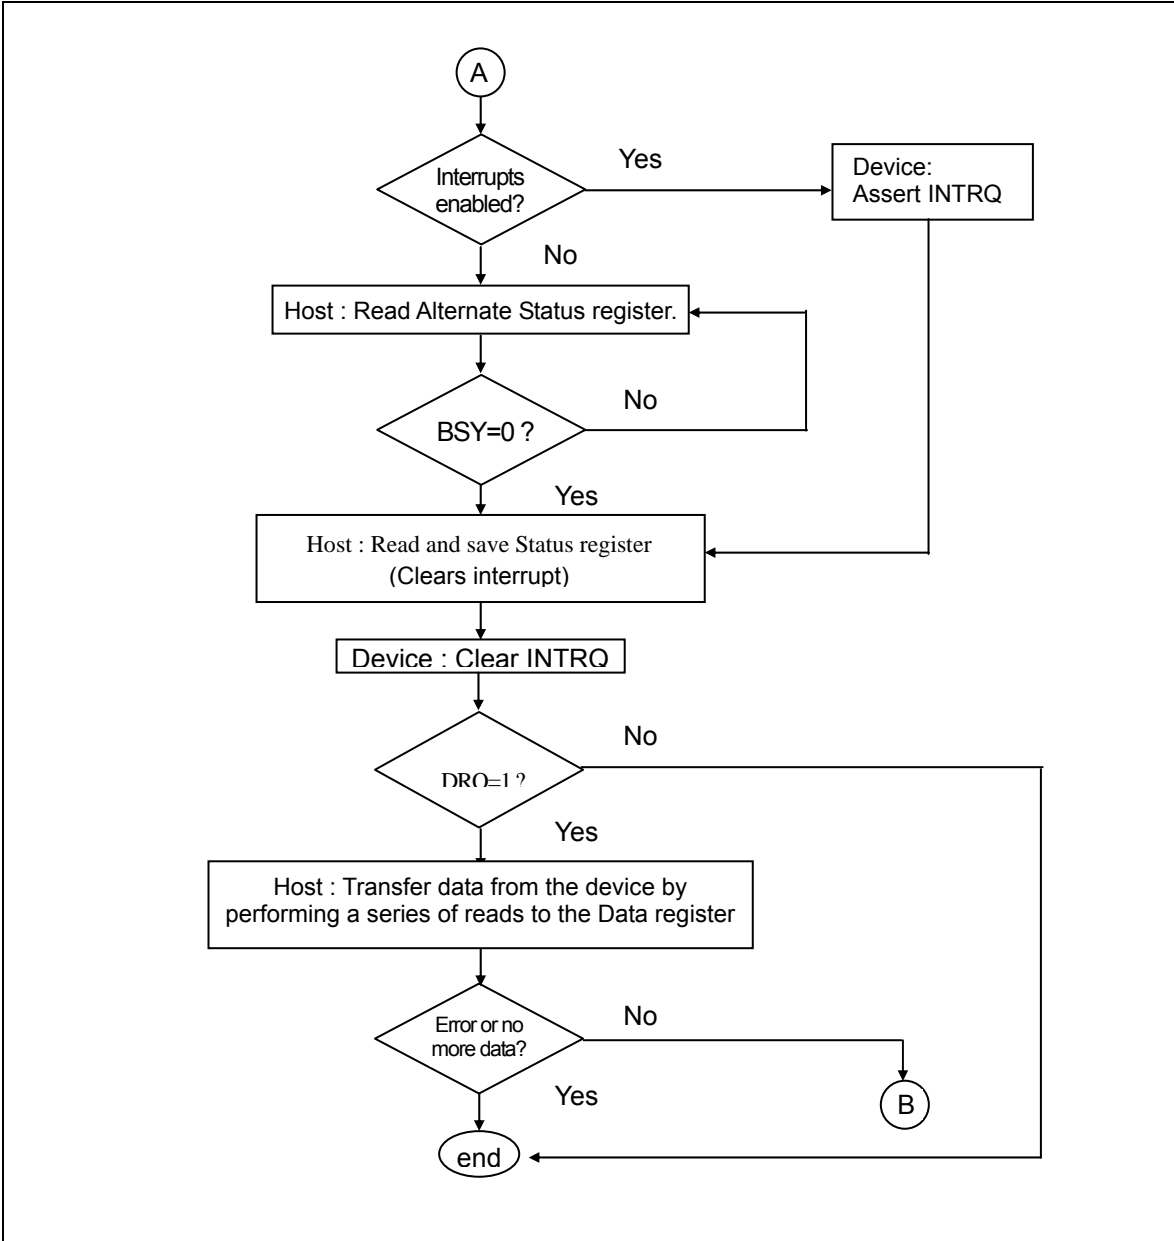 A
Interrupts
enabled?
Yes
Device:
Assert INTRQ
No
Host : Read Alternate Status register.
BSY=0 ?
No
Yes
Host : Read and save Status register
(Clears interrupt)
Device : Clear INTRQ
DRQ=1 ?
No
Yes
Host : Transfer data from the device by
performing a series of reads to the Data register
Error or no
more data?
No
Yes
B
end